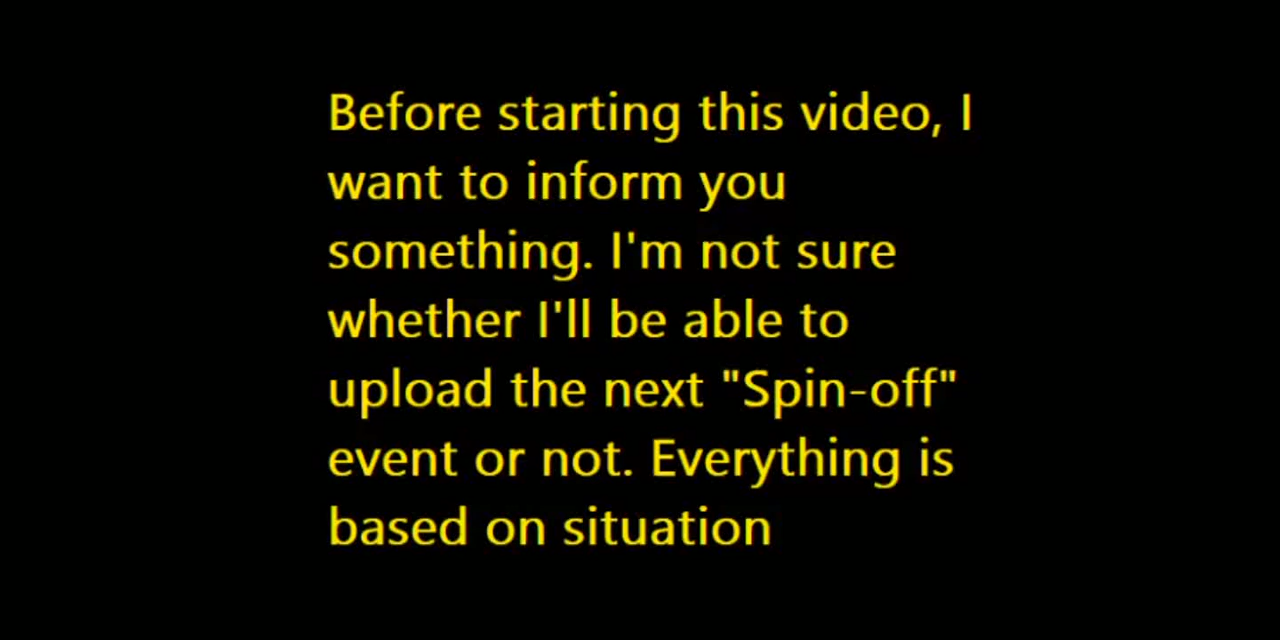 Before starting this video, I
want to inform you
something. I'm not sure
whether I'll be able to
upload the next "Spin-off"
event or not. Everything is
based on situation